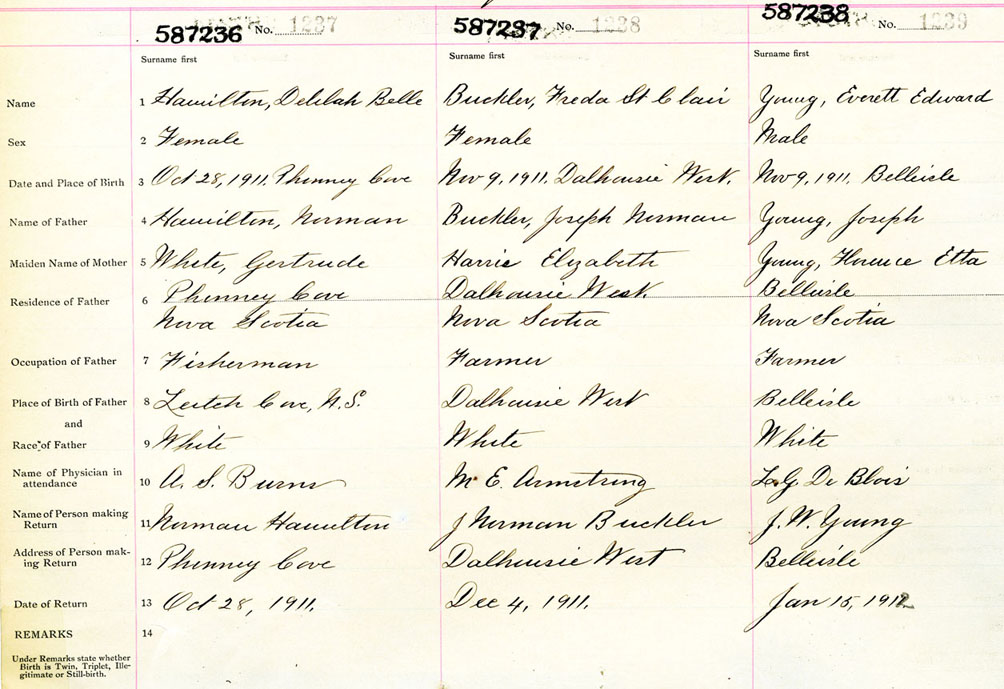 587236 No. 1237 587237 No. 1238 587238 No. 1239
Surname first Surname first Surname first
Name 1 Hamilton, Delilah Belle Buckler, Freda St Clair Young, Everett Edward
Sex 2 Female Female Male
Date and Place of Birth 3 Oct 28, 1911. Phinney Cove Nov 9, 1911. Dalhousie West. Nov 9, 1911. Belleisle
Name of Father 4 Hamilton, Norman Buckler, Joseph Norman Young, Joseph
Maiden Name of Mother 5 White, Gertrude Harris Elizabeth Young, Florence Etta
Residence of Father 6 Phinney Cove Dalhousie West. Belleisle
Nova Scotia Nova Scotia Nova Scotia
Occupation of Father 7 Fisherman Farmer Farmer
Place of Birth of Father 8 Leitch Cove, N.S. Dalhousie West Belleisle
and
Race of Father 9 White White White
Name of Physician in
attendance 10 A. S. Burns M. E. Armstrong L. G. De Blois
Name of Person making
Return 11 Norman Hamilton J Norman Buckler J. W. Young
Address of Person mak-
ing Return 12 Phinney Cove Dalhousie West Belleisle
Date of Return 13 Oct 28, 1911. Dec 4, 1911. Jan 15, 1912
REMARKS 14
Under Remarks state whether
Birth is Twin, Triplet, Ille-
gitimate or Still-birth.